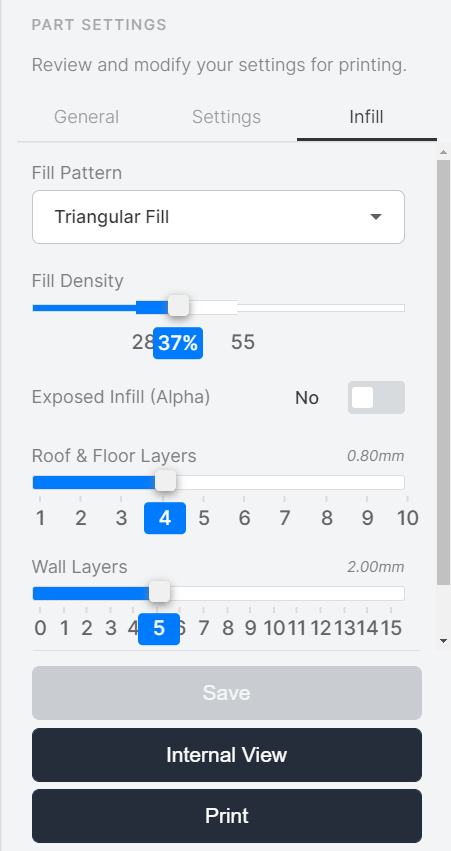 PART SETTINGS
Review and modify your settings for printing.
General Settings Infill
Fill Pattern
Triangular Fill
Fill Density
28 37% 55
Exposed Infill (Alpha) No
Roof & Floor Layers 0.80mm
1 2 3 4 5 6 7 8 9 10
Wall Layers 2.00mm
0 1 2 3 4 5 6 7 8 9 10 11 12 13 14 15
Save
Internal View
Print